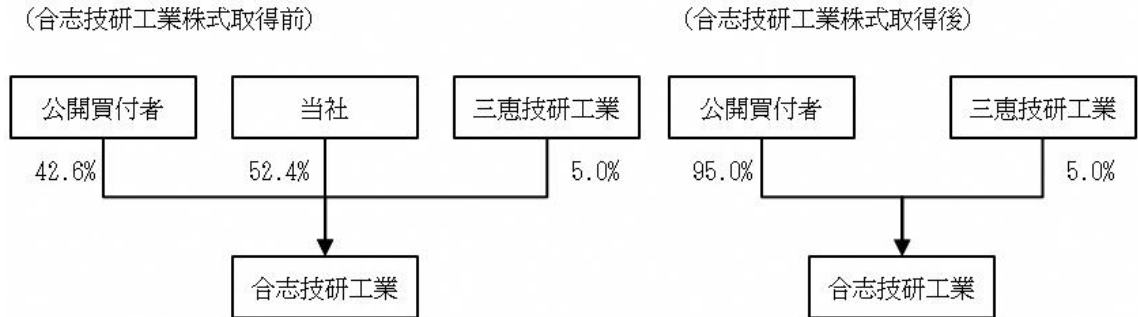 (合志技研工業株式取得前)
(合志技研工業株式取得後)
公開買付者
当社
三恵技研工業
公開買付者
三恵技研工業
42.6%
52.4%
5.0%
95.0%
5.0%
合志技研工業
合志技研工業